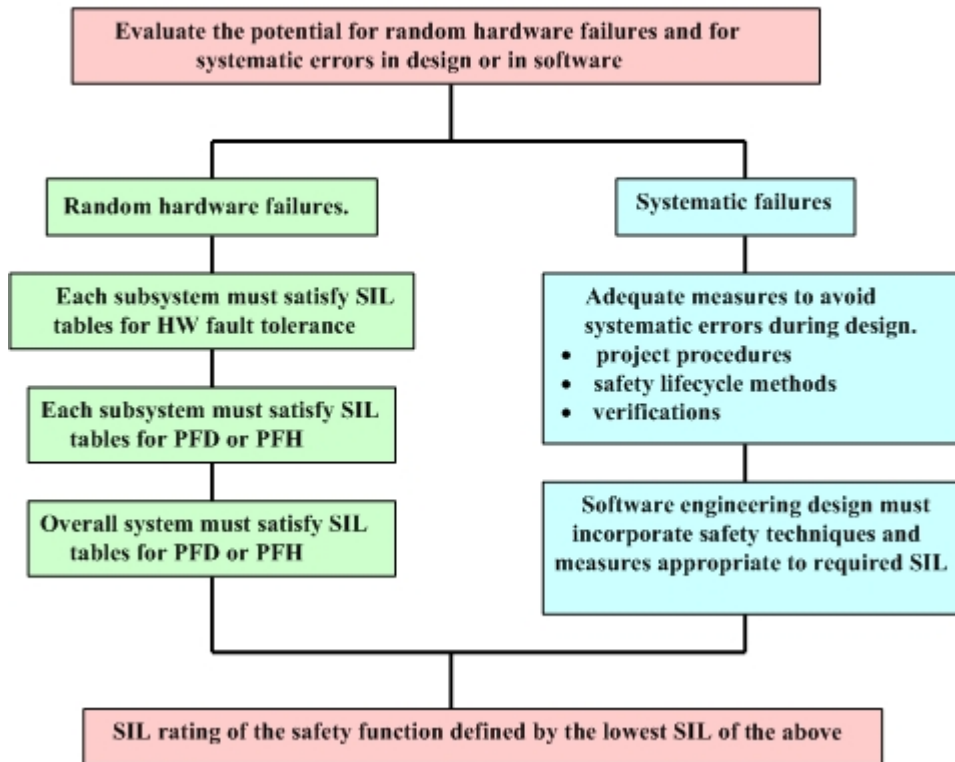 Evaluate the potential for random hardware failures and for
systematic errors in design or in software
Random hardware failures.
Systematic failures
Each subsystem must satisfy SIL
tables for HW fault tolerance
Adequate measures to avoid
systematic errors during design.
• project procedures
• safety lifecycle methods
• verifications
Each subsystem must satisfy SIL
tables for PFD or PFH
Overall system must satisfy SIL
tables for PFD or PFH
Software engineering design must
incorporate safety techniques and
measures appropriate to required SIL
SIL rating of the safety function defined by the lowest SIL of the above